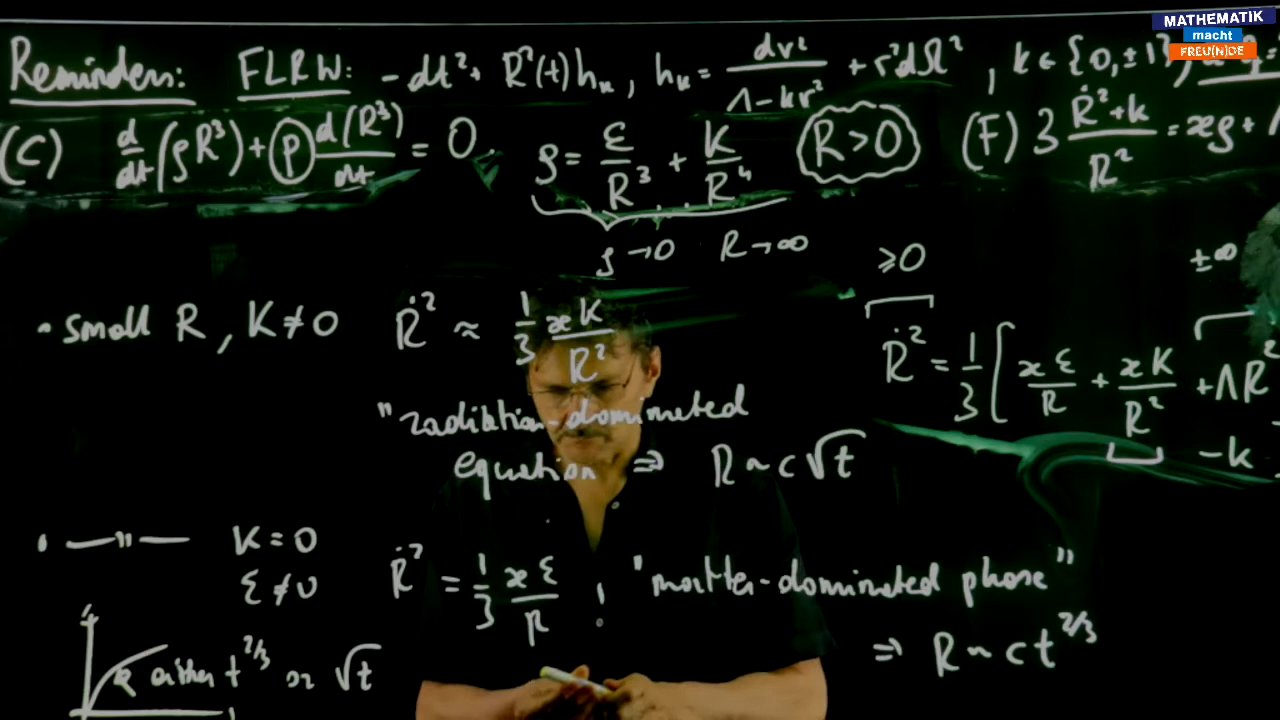 MATHEMATIK
macht
FREU(N)DE
Reminders: FLRW: -dt²+ R²(t)hₖ, hₖ = dr²/(1-kr²) + r²dΩ², k∈{0,±1},
(C) d/dt(ρR³)+ p d(R³)/dt = 0. ρ = ε/R³ + K/R⁴ R>0 (F) 3 (Ṙ²+k)/R² = ϰρ+Λ
ρ→0 R→∞
≥0 ±∞
• small R, K≠0 Ṙ² ≈ 1/3 ϰK/R²
Ṙ² = 1/3 [ϰε/R + ϰK/R² + ΛR²
-k
"radiation-dominated
equation ⇒ R~c√t
• —"— K=0
ε≠0 Ṙ² = 1/3 ϰε/R ; "matter-dominated phase"
⇒ R~ct^(2/3)
either t^(2/3) or √t